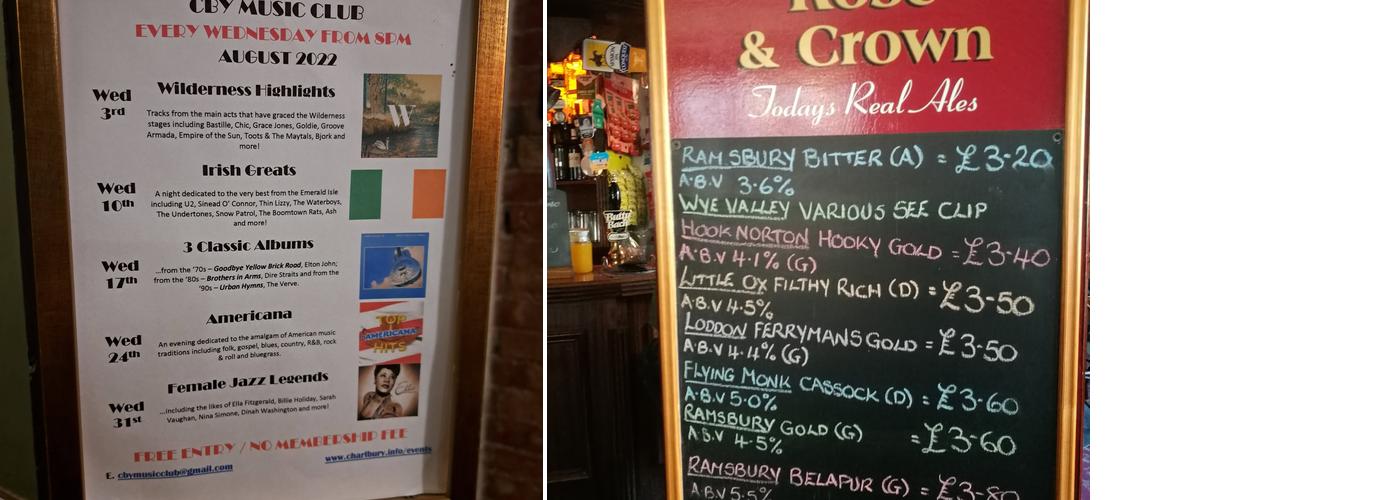 CBY MUSIC CLUB
EVERY WEDNESDAY FROM 8PM
AUGUST 2022
Wed
3rd
Wilderness Highlights
Tracks from the main acts that have graced the Wilderness
stages including Bastille, Chic, Grace Jones, Goldie, Groove
Armada, Empire of the Sun, Toots & The Maytals, Bjork and
more!
W
Wed
10th
Irish Greats
A night dedicated to the very best from the Emerald Isle
including U2, Sinead O' Connor, Thin Lizzy, The Waterboys,
The Undertones, Snow Patrol, The Boomtown Rats, Ash
and more!
Wed
17th
3 Classic Albums
...from the '70s – Goodbye Yellow Brick Road, Elton John;
from the '80s – Brothers in Arms, Dire Straits and from the
'90s – Urban Hymns, The Verve.
Wed
24th
Americana
An evening dedicated to the amalgam of American music
traditions including folk, gospel, blues, country, R&B, rock
& roll and bluegrass.
TOP
AMERICANA
HITS
Wed
31st
Female Jazz Legends
...including the likes of Ella Fitzgerald, Billie Holiday, Sarah
Vaughan, Nina Simone, Dinah Washington and more!
Ella
FREE ENTRY / NO MEMBERSHIP FEE
E. cbymusicclub@gmail.com
www.charlbury.info/events
Rose
& Crown
Todays Real Ales
RAMSBURY BITTER (A) = £3-20
A.B.V 3.6%
WYE VALLEY VARIOUS SEE CLIP
HOOK NORTON HOOKY GOLD = £3-40
A.B.V 4.1% (G)
LITTLE OX FILTHY RICH (D) = £3-50
A.B.V 4.5%
LODDON FERRYMANS GOLD = £3-50
A.B.V 4.4% (G)
FLYING MONK CASSOCK (D) = £3-60
A.B.V 5.0%
RAMSBURY GOLD (G) = £3-60
A.B.V 4.5%
RAMSBURY BELAPUR (G) = £3-80
A.B.V 5.5%
Butty
Bach